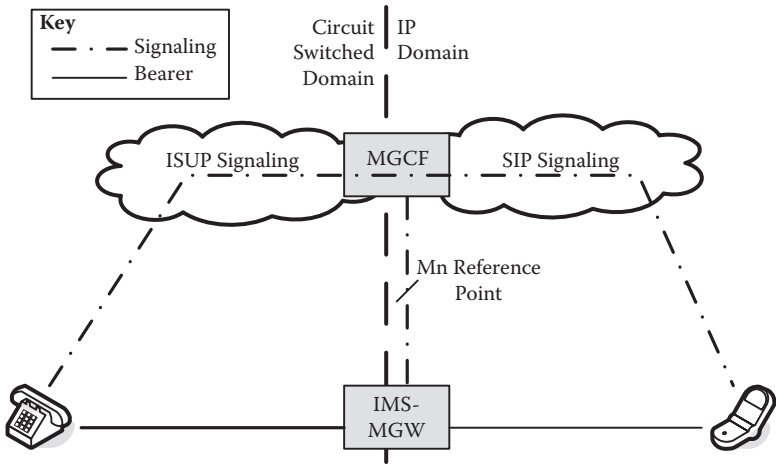 Key
Signaling
Bearer
Circuit
Switched
Domain
IP
Domain
ISUP Signaling
MGCF
SIP Signaling
Mn Reference
Point
IMS-
MGW